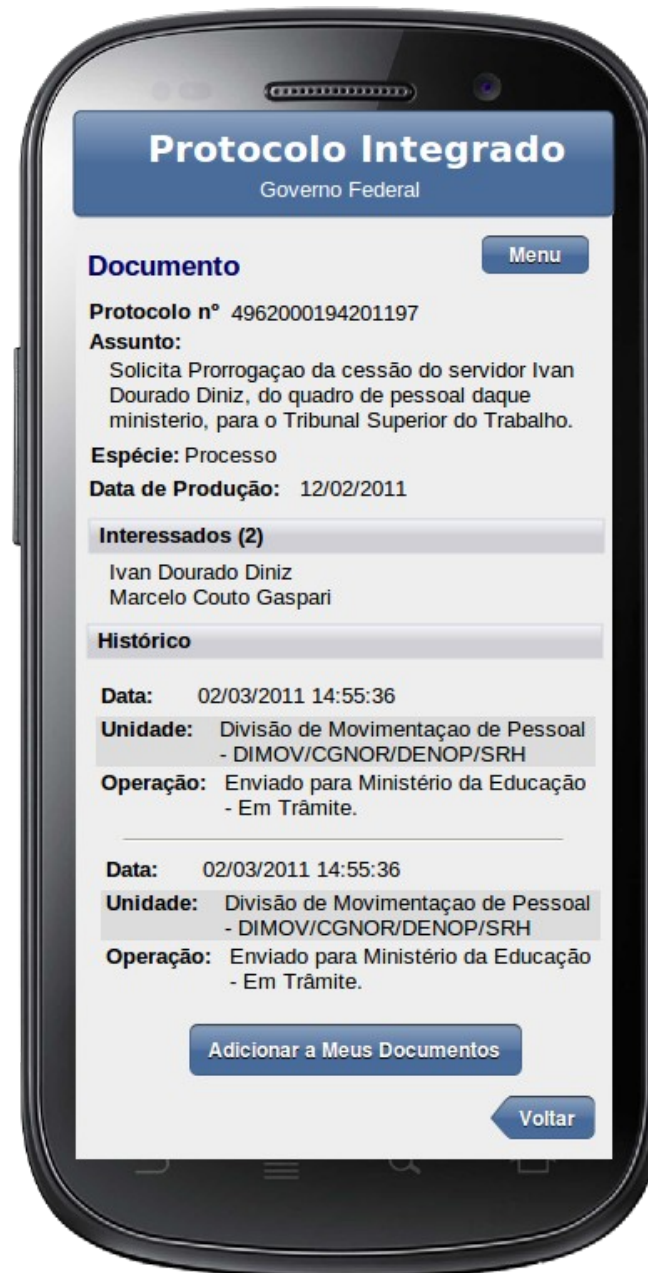 Protocolo Integrado
Governo Federal
Documento
Menu
Protocolo nº 4962000194201197
Assunto:
Solicita Prorrogaçao da cessão do servidor Ivan
Dourado Diniz, do quadro de pessoal daque
ministerio, para o Tribunal Superior do Trabalho.
Espécie: Processo
Data de Produção: 12/02/2011
Interessados (2)
Ivan Dourado Diniz
Marcelo Couto Gaspari
Histórico
Data: 02/03/2011 14:55:36
Unidade: Divisão de Movimentaçao de Pessoal
- DIMOV/CGNOR/DENOP/SRH
Operação: Enviado para Ministério da Educação
- Em Trâmite.
Data: 02/03/2011 14:55:36
Unidade: Divisão de Movimentaçao de Pessoal
- DIMOV/CGNOR/DENOP/SRH
Operação: Enviado para Ministério da Educação
- Em Trâmite.
Adicionar a Meus Documentos
Voltar